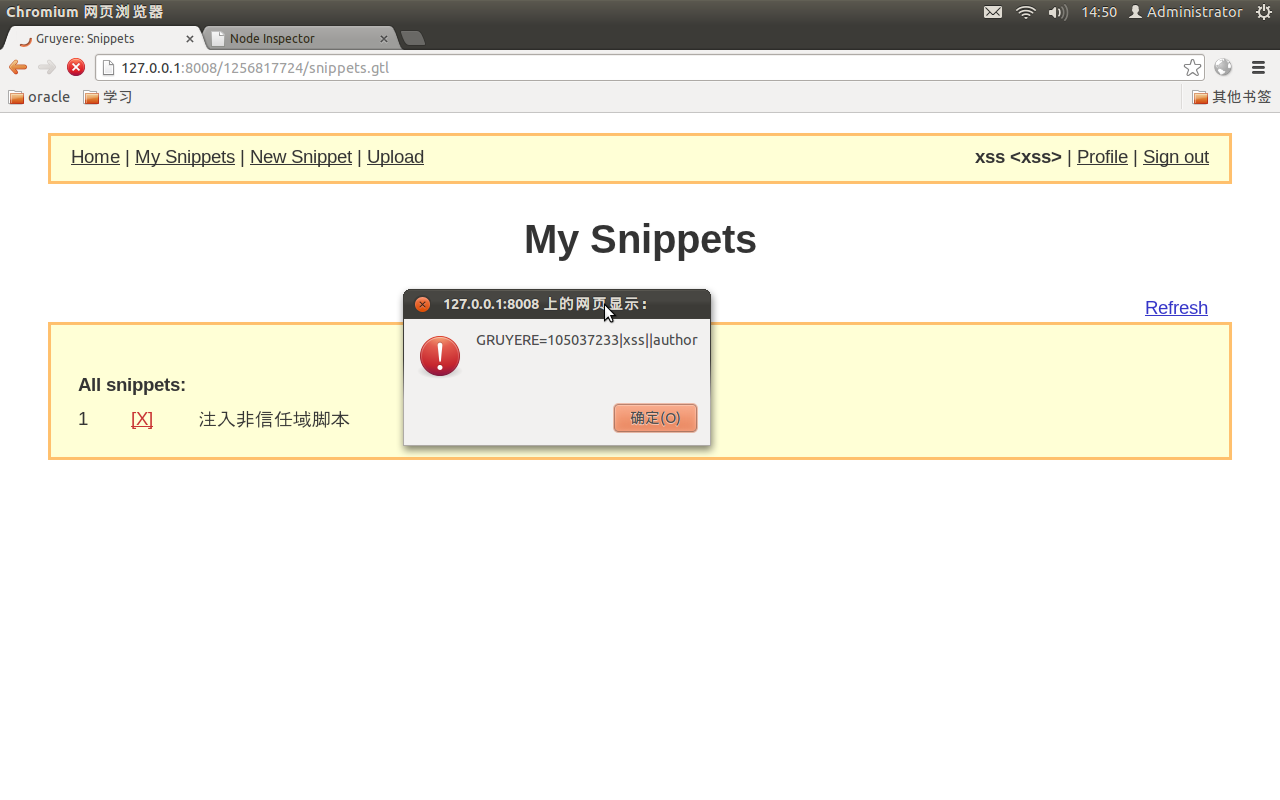 Chromium 网页浏览器
14:50 Administrator
Gruyere: Snippets
Node Inspector
127.0.0.1:8008/1256817724/snippets.gtl
oracle 学习 其他书签
Home | My Snippets | New Snippet | Upload
xss <xss> | Profile | Sign out
My Snippets
127.0.0.1:8008 上的网页显示：
Refresh
GRUYERE=105037233|xss||author
All snippets:
1 [X] 注入非信任域脚本
确定(O)